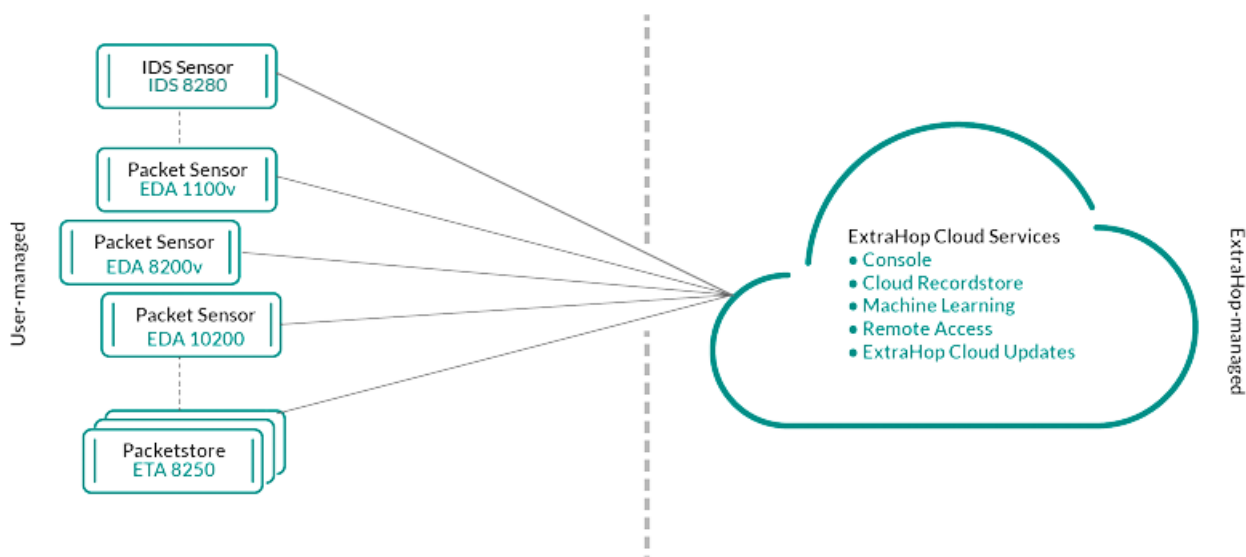 User-managed
IDS Sensor
IDS 8280
Packet Sensor
EDA 1100v
Packet Sensor
EDA 8200v
Packet Sensor
EDA 10200
Packetstore
ETA 8250
ExtraHop Cloud Services
• Console
• Cloud Recordstore
• Machine Learning
• Remote Access
• ExtraHop Cloud Updates
ExtraHop-managed